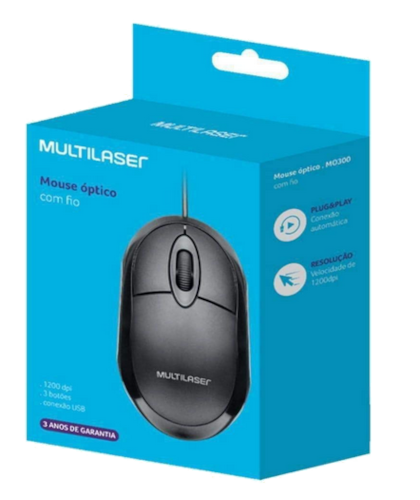 MULTILASER
Mouse óptico
com fio
MULTILASER
1200 dpi
3 botões
conexão USB
3 ANOS DE GARANTIA
Mouse óptico . MO300
com fio
PLUG&PLAY
Conexão
automática
RESOLUÇÃO
Velocidade de
1200dpi